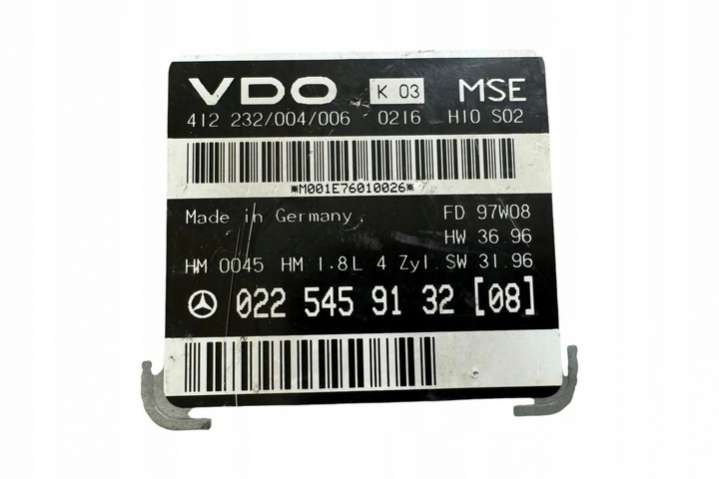 VDO K 03 MSE
412 232/004/006 0216 H10 S02
*M001E76010026*
Made in Germany. FD 97W08
HW 36 96
HM 0045 HM 1.8L 4 Zyl. SW 31 96
022 545 91 32 [08]